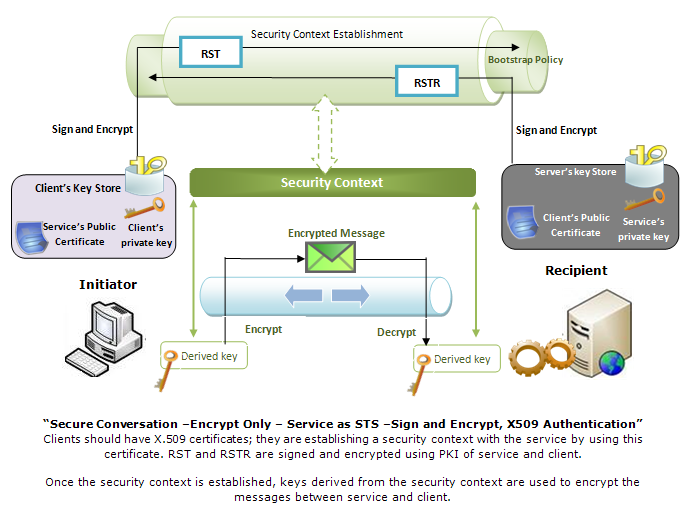 Security Context Establishment
RST
Bootstrap Policy
RSTR
Sign and Encrypt
Sign and Encrypt
Client's Key Store
Service's Public
Certificate
Client's
private key
Security Context
Server's key Store
Client's Public
Certificate
Service's
private key
Encrypted Message
Initiator
Recipient
Encrypt
Decrypt
Derived key
Derived key
“Secure Conversation –Encrypt Only – Service as STS –Sign and Encrypt, X509 Authentication”
Clients should have X.509 certificates; they are establishing a security context with the service by using this
certificate. RST and RSTR are signed and encrypted using PKI of service and client.
Once the security context is established, keys derived from the security context are used to encrypt the
messages between service and client.